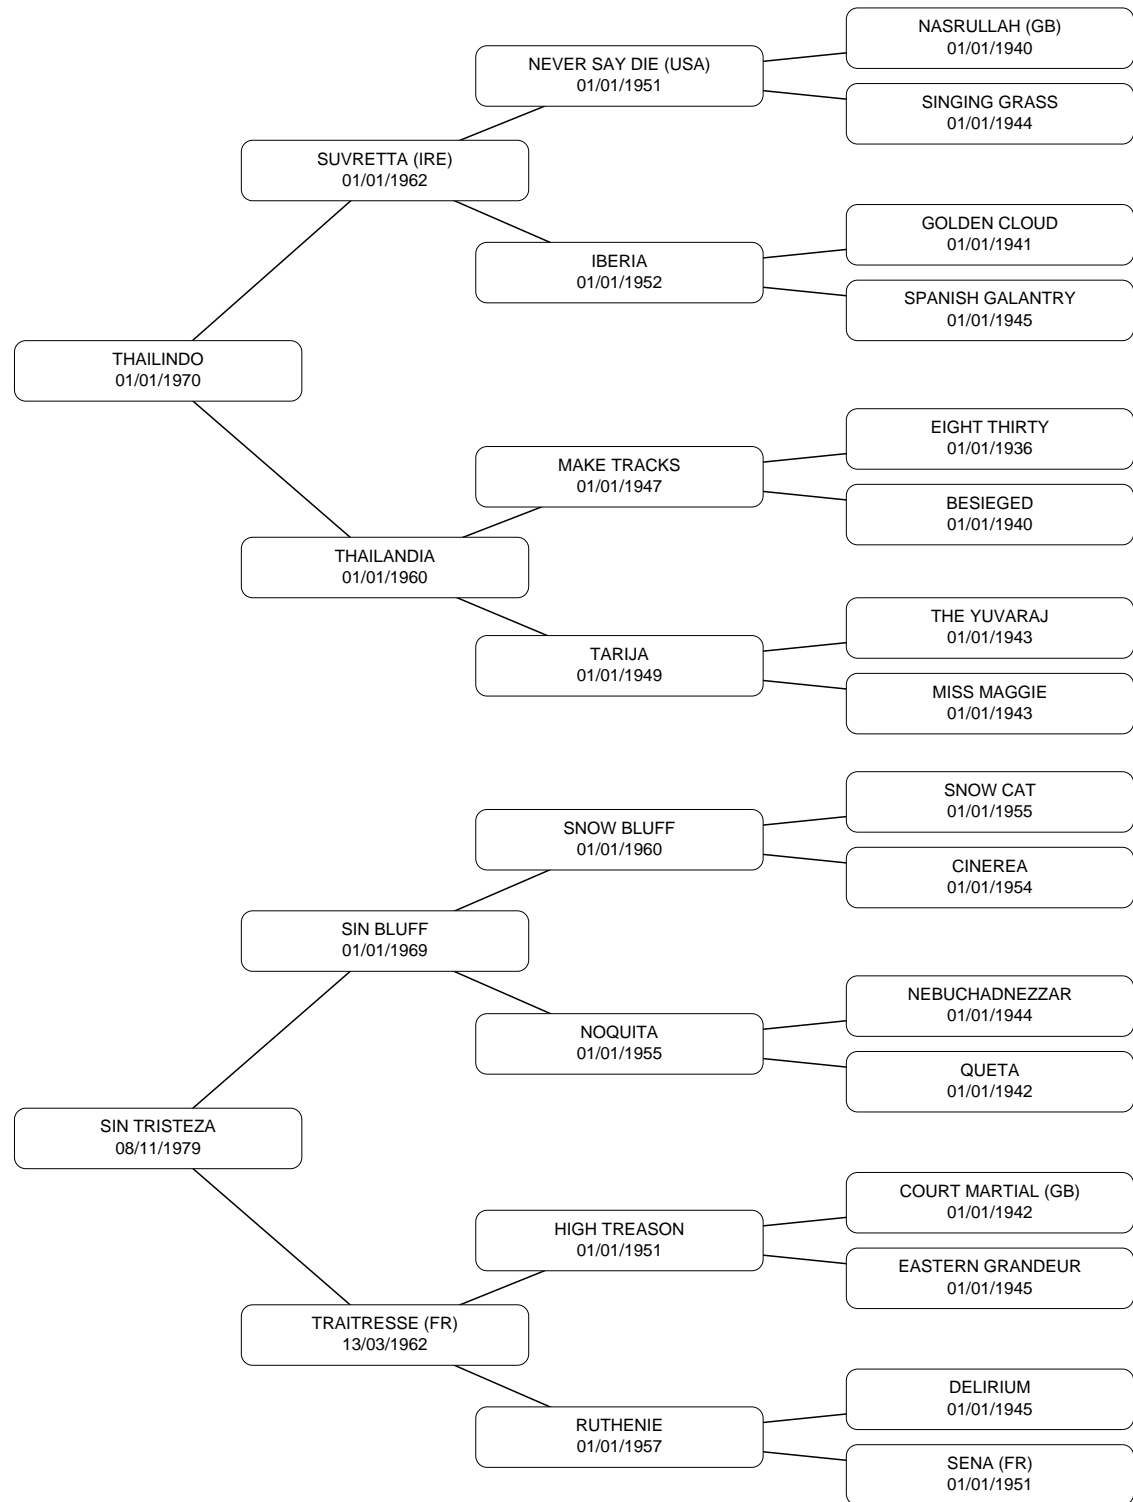 NASRULLAH (GB)
01/01/1940
NEVER SAY DIE (USA)
01/01/1951
SINGING GRASS
01/01/1944
SUVRETTA (IRE)
01/01/1962
GOLDEN CLOUD
01/01/1941
IBERIA
01/01/1952
SPANISH GALANTRY
01/01/1945
THAILINDO
01/01/1970
EIGHT THIRTY
01/01/1936
MAKE TRACKS
01/01/1947
BESIEGED
01/01/1940
THAILANDIA
01/01/1960
THE YUVARAJ
01/01/1943
TARIJA
01/01/1949
MISS MAGGIE
01/01/1943
SNOW CAT
01/01/1955
SNOW BLUFF
01/01/1960
CINEREA
01/01/1954
SIN BLUFF
01/01/1969
NEBUCHADNEZZAR
01/01/1944
NOQUITA
01/01/1955
QUETA
01/01/1942
SIN TRISTEZA
08/11/1979
COURT MARTIAL (GB)
01/01/1942
HIGH TREASON
01/01/1951
EASTERN GRANDEUR
01/01/1945
TRAITRESSE (FR)
13/03/1962
DELIRIUM
01/01/1945
RUTHENIE
01/01/1957
SENA (FR)
01/01/1951